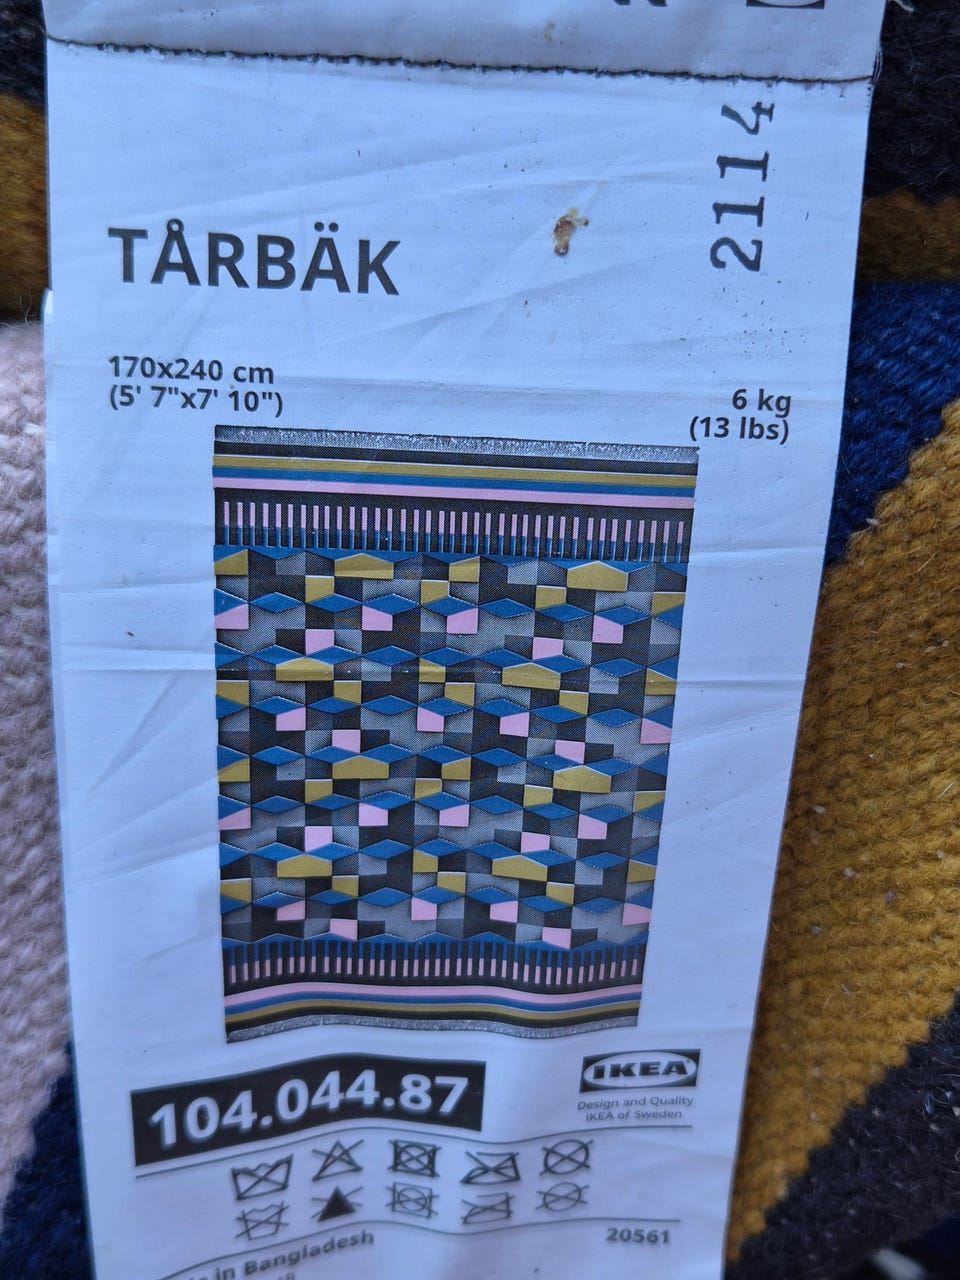 2114
TÅRBÄK
170x240 cm
(5' 7"x7' 10")
6 kg
(13 lbs)
104.044.87
IKEA
Design and Quality
IKEA of Sweden
20561
in Bangladesh